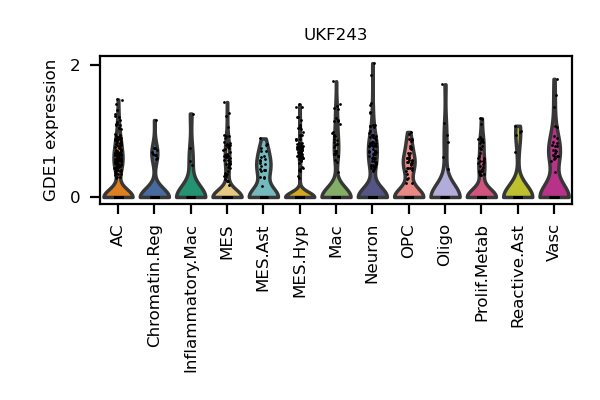 UKF243
GDE1 expression
2
0
AC
Chromatin.Reg
Inflammatory.Mac
MES
MES.Ast
MES.Hyp
Mac
Neuron
OPC
Oligo
Prolif.Metab
Reactive.Ast
Vasc